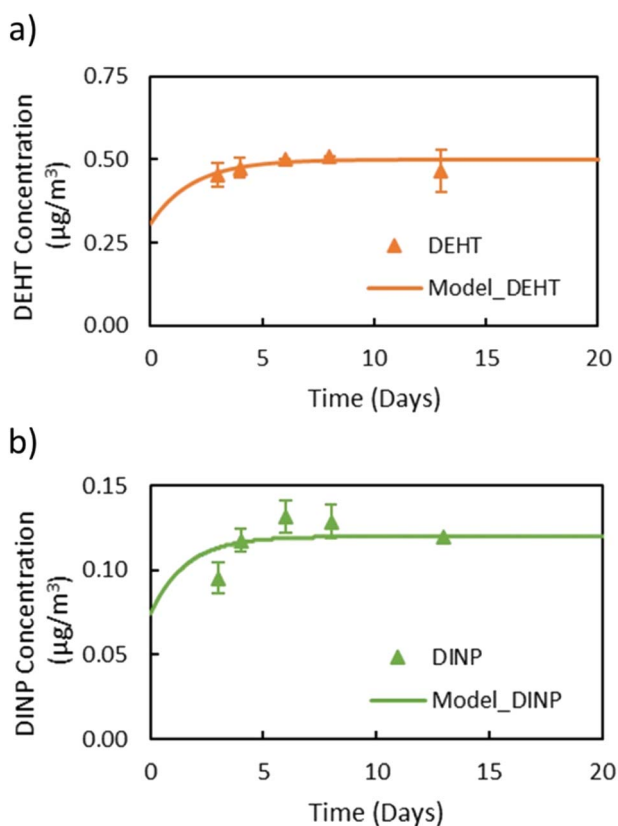 a)
DEHT Concentration
(µg/m³)
0.75
0.50
0.25
0.00
DEHT
Model_DEHT
0 5 10 15 20
Time (Days)
b)
DINP Concentration
(µg/m³)
0.15
0.10
0.05
0.00
DINP
Model_DINP
0 5 10 15 20
Time (Days)